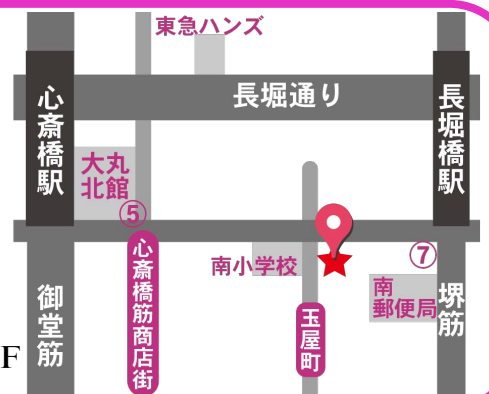 東急ハンズ
長堀通り
心斎橋駅
長堀橋駅
大丸
北館
⑤
心斎橋筋商店街
南小学校
⑦
南
郵便局
御堂筋
玉屋町
堺筋
F